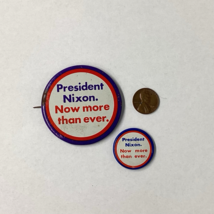 President
Nixon.
Now more
than ever.
President
Nixon.
Now more
than ever.